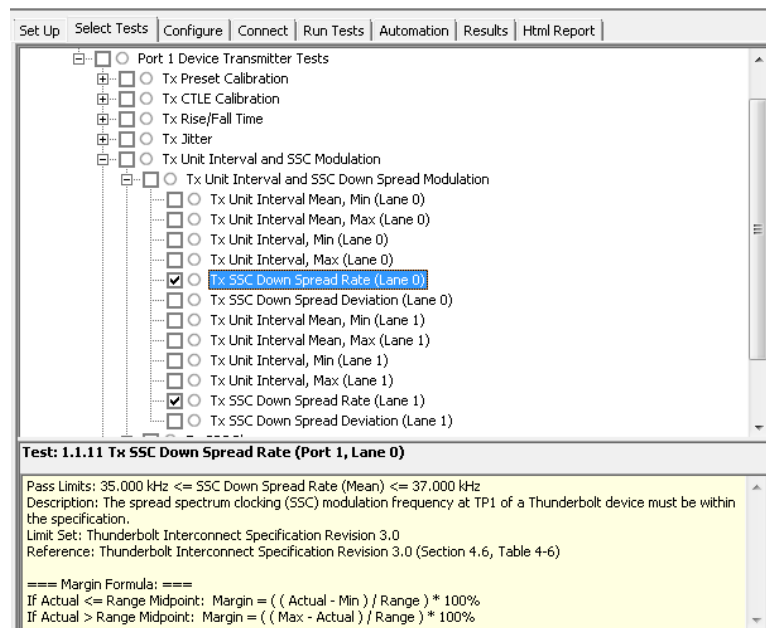 Set Up Select Tests Configure Connect Run Tests Automation Results Html Report
Port 1 Device Transmitter Tests
Tx Preset Calibration
Tx CTLE Calibration
Tx Rise/Fall Time
Tx Jitter
Tx Unit Interval and SSC Modulation
Tx Unit Interval and SSC Down Spread Modulation
Tx Unit Interval Mean, Min (Lane 0)
Tx Unit Interval Mean, Max (Lane 0)
Tx Unit Interval, Min (Lane 0)
Tx Unit Interval, Max (Lane 0)
Tx SSC Down Spread Rate (Lane 0)
Tx SSC Down Spread Deviation (Lane 0)
Tx Unit Interval Mean, Min (Lane 1)
Tx Unit Interval Mean, Max (Lane 1)
Tx Unit Interval, Min (Lane 1)
Tx Unit Interval, Max (Lane 1)
Tx SSC Down Spread Rate (Lane 1)
Tx SSC Down Spread Deviation (Lane 1)
Test: 1.1.11 Tx SSC Down Spread Rate (Port 1, Lane 0)
Pass Limits: 35.000 kHz <= SSC Down Spread Rate (Mean) <= 37.000 kHz
Description: The spread spectrum clocking (SSC) modulation frequency at TP1 of a Thunderbolt device must be within
the specification.
Limit Set: Thunderbolt Interconnect Specification Revision 3.0
Reference: Thunderbolt Interconnect Specification Revision 3.0 (Section 4.6, Table 4-6)
=== Margin Formula: ===
If Actual <= Range Midpoint: Margin = ( ( Actual - Min ) / Range ) * 100%
If Actual > Range Midpoint: Margin = ( ( Max - Actual ) / Range ) * 100%